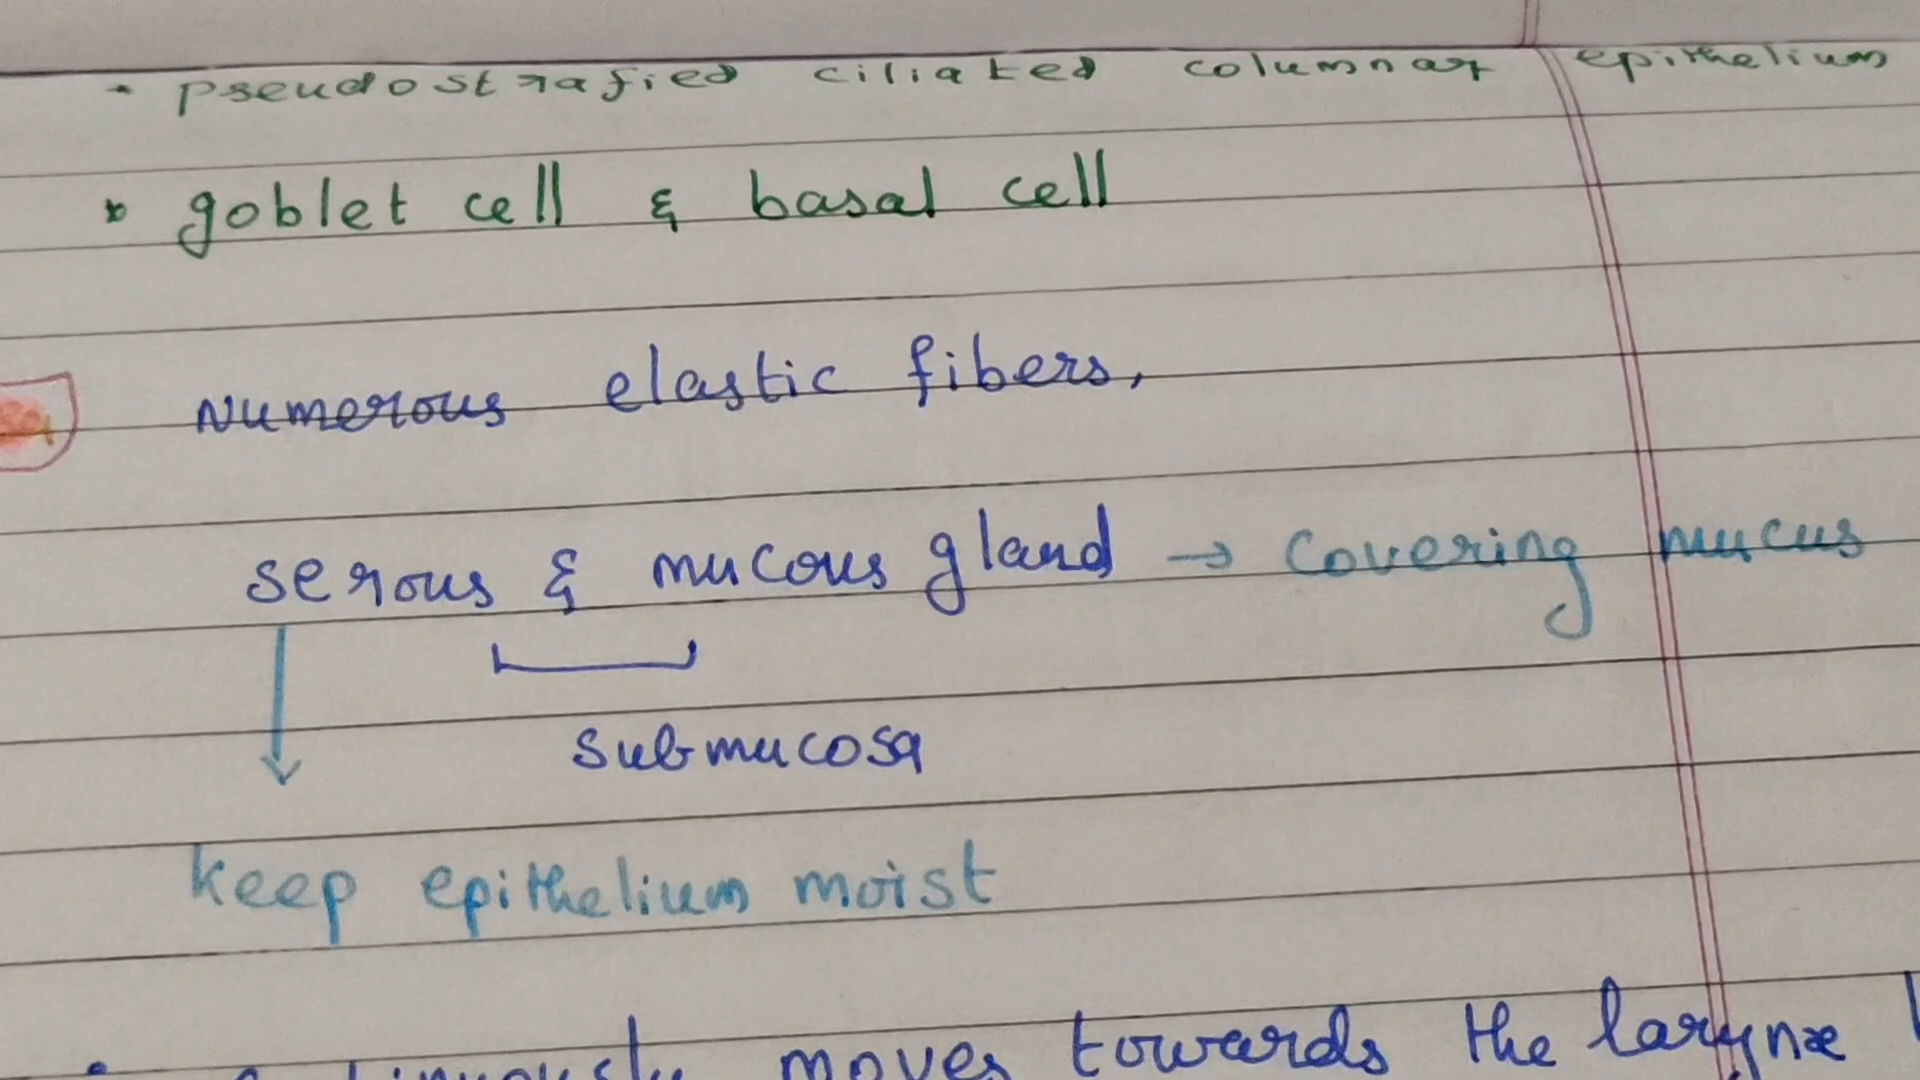 • pseudostrafied ciliated columnar epithelium
• goblet cell & basal cell
Numerous elastic fibers,
serous & mucous gland → covering mucus
submucosa
keep epithelium moist
moves towards the larynx